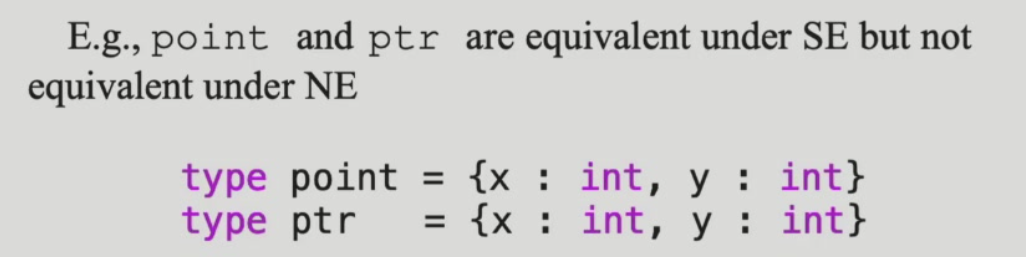 E.g., point and ptr are equivalent under SE but not
equivalent under NE
type point = {x : int, y : int}
type ptr = {x : int, y : int}